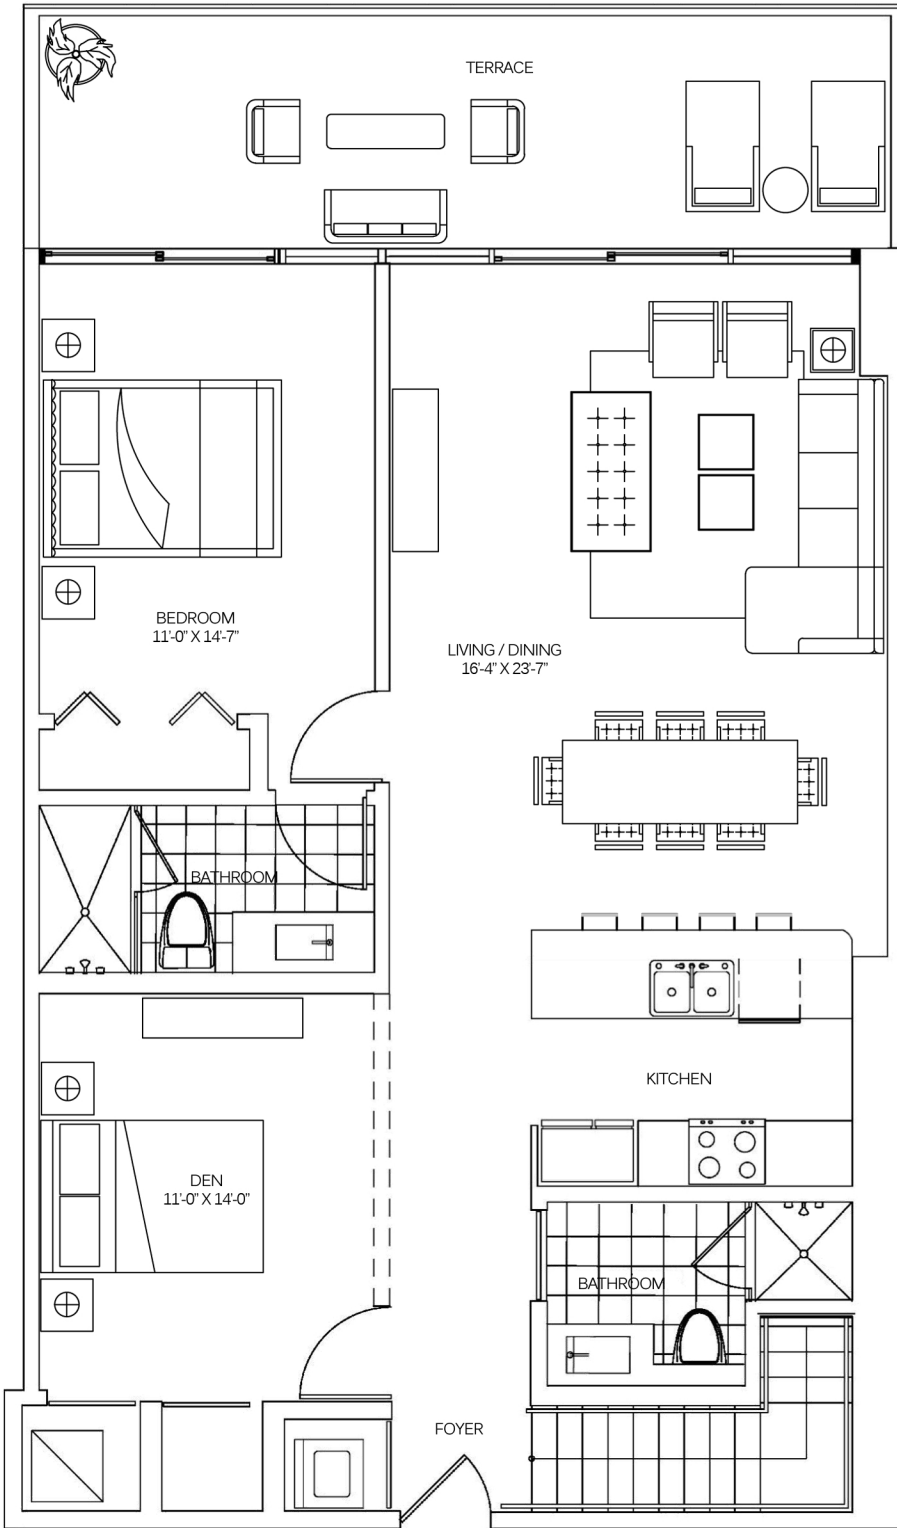 TERRACE
BEDROOM
11'-0" X 14'-7"
LIVING / DINING
16'-4" X 23'-7"
BATHROOM
KITCHEN
DEN
11'-0" X 14'-0"
BATHROOM
FOYER